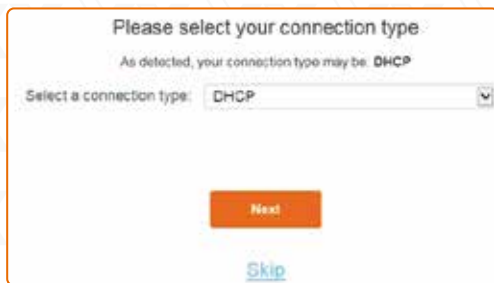 Please select your connection type
As detected, your connection type may be: DHCP
Select a connection type: DHCP
Next
Skip